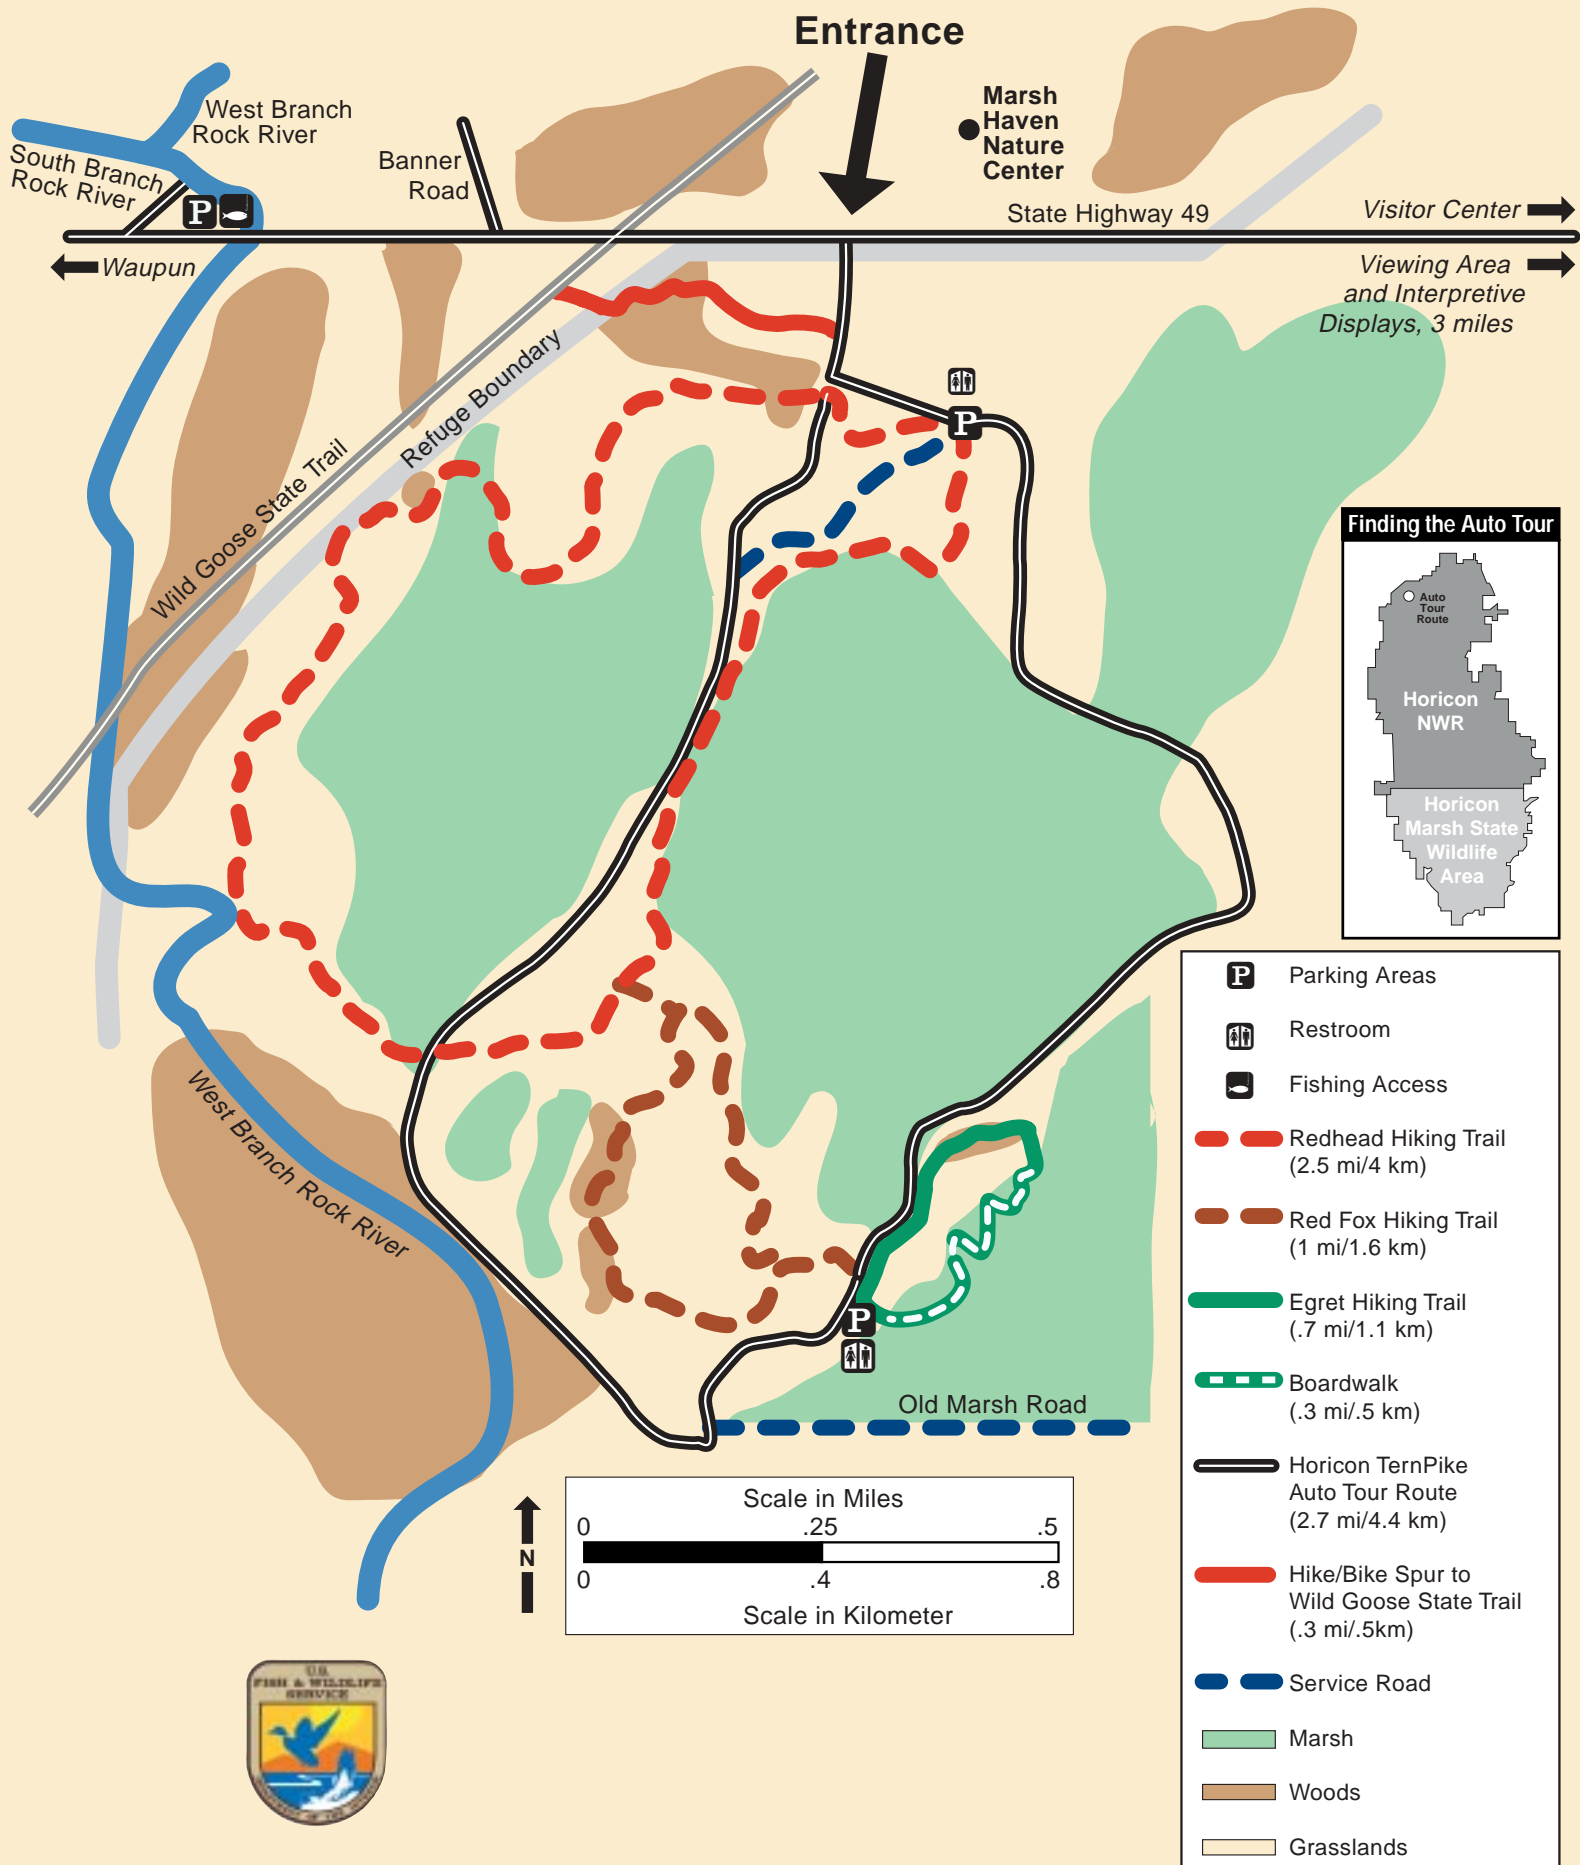 Entrance
West Branch
Rock River
South Branch
Rock River
P
Banner
Road
Marsh
Haven
Nature
Center
State Highway 49
Visitor Center
Waupun
Viewing Area
and Interpretive
Displays, 3 miles
Refuge Boundary
Wild Goose State Trail
P
Finding the Auto Tour
Auto
Tour
Route
Horicon
NWR
Horicon
Marsh State
Wildlife
Area
West Branch Rock River
P
Old Marsh Road
P Parking Areas
Restroom
Fishing Access
Redhead Hiking Trail
(2.5 mi/4 km)
Red Fox Hiking Trail
(1 mi/1.6 km)
Egret Hiking Trail
(.7 mi/1.1 km)
Boardwalk
(.3 mi/.5 km)
Horicon TernPike
Auto Tour Route
(2.7 mi/4.4 km)
Hike/Bike Spur to
Wild Goose State Trail
(.3 mi/.5km)
Service Road
Marsh
Woods
Grasslands
N
Scale in Miles
0 .25 .5
0 .4 .8
Scale in Kilometer
U.S.
FISH & WILDLIFE
SERVICE